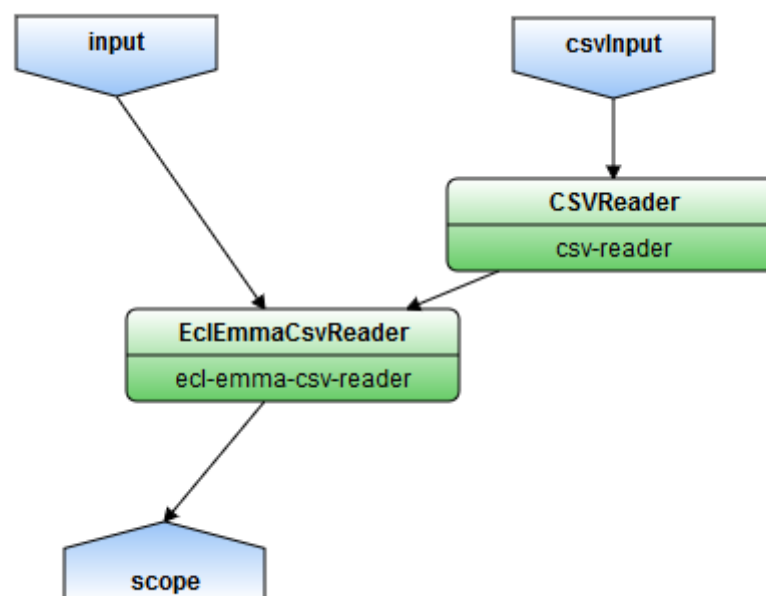 input
csvInput
CSVReader
csv-reader
EclEmmaCsvReader
ecl-emma-csv-reader
scope